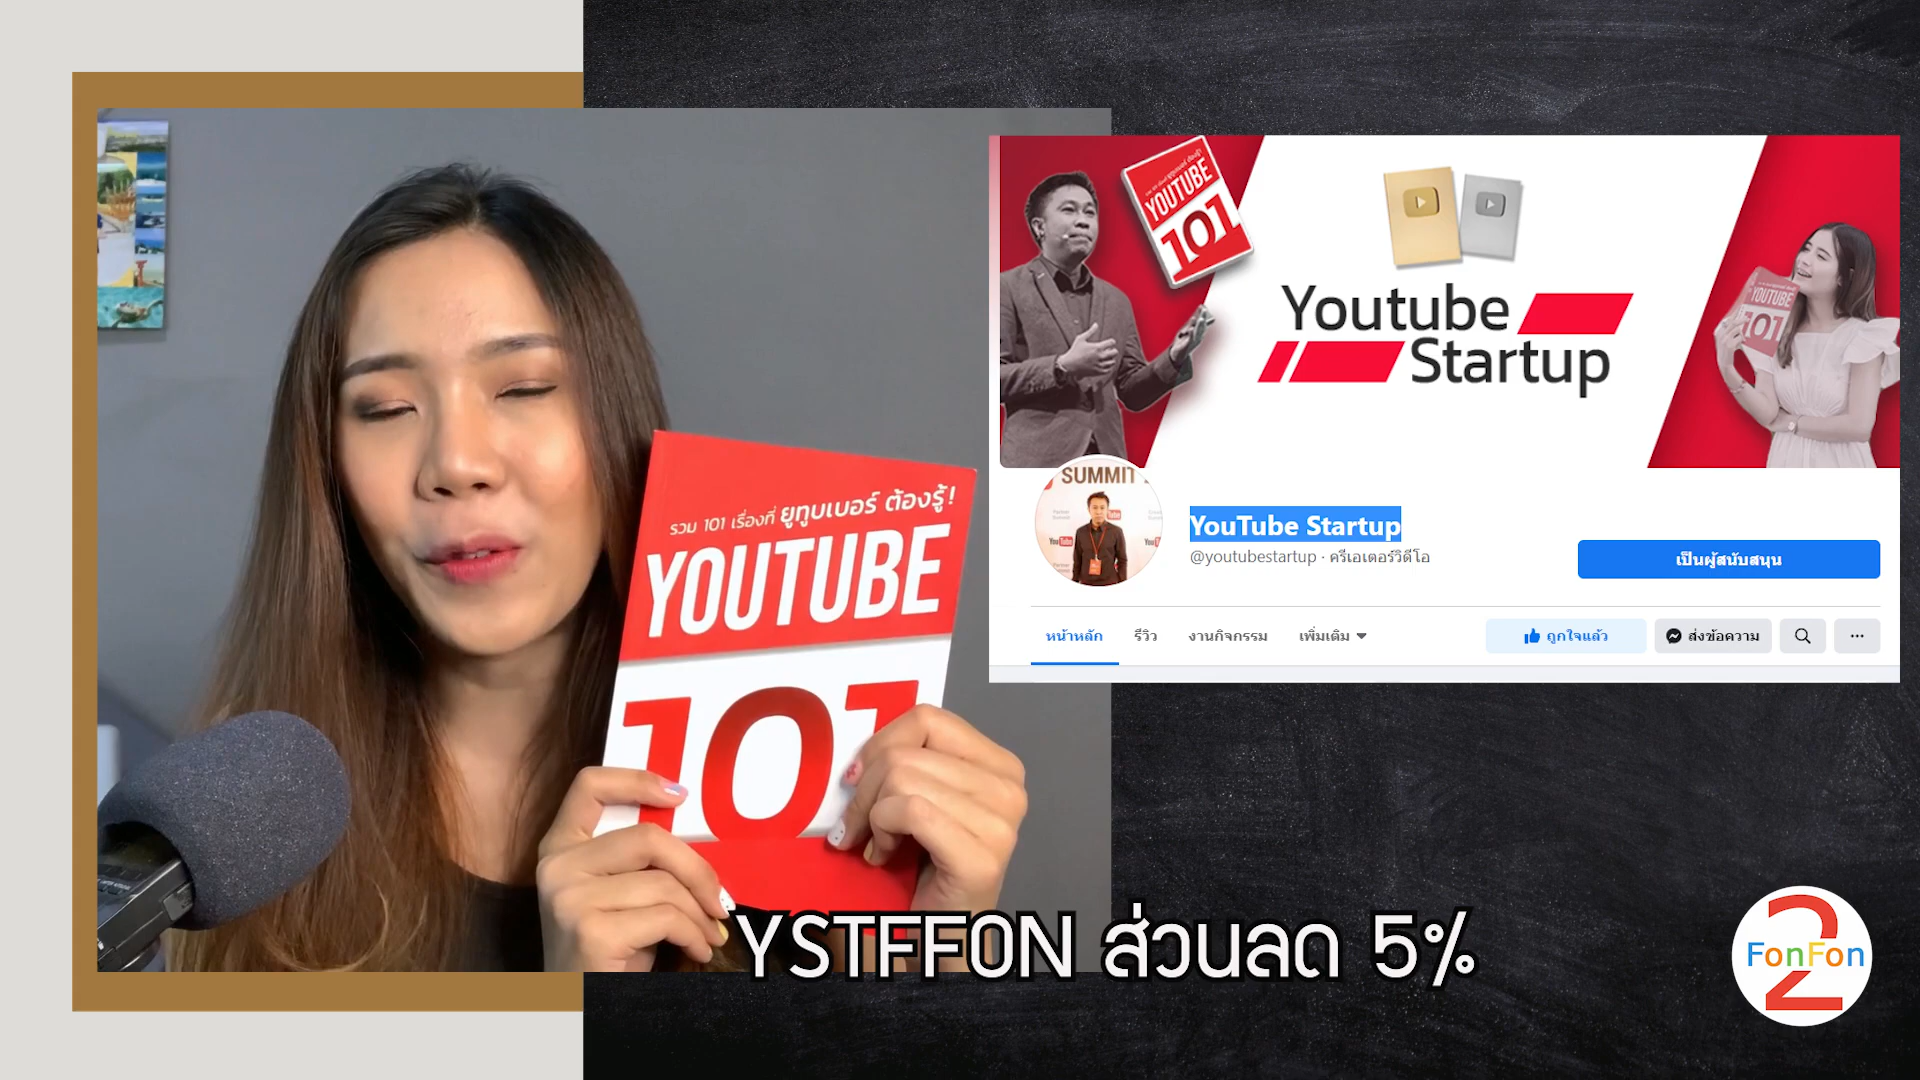 รวม 101 เรื่องที่ ยูทูบเบอร์ ต้องรู้!
YOUTUBE
101
YOUTUBE
101
Youtube
Startup
YOUTUBE
101
SUMMIT
YouTube Startup
@youtubestartup · ครีเอเตอร์วิดีโอ
เป็นผู้สนับสนุน
หน้าหลัก รีวิว งานกิจกรรม เพิ่มเติม
ถูกใจแล้ว ส่งข้อความ
YSTFFON ส่วนลด 5%
2
FonFon